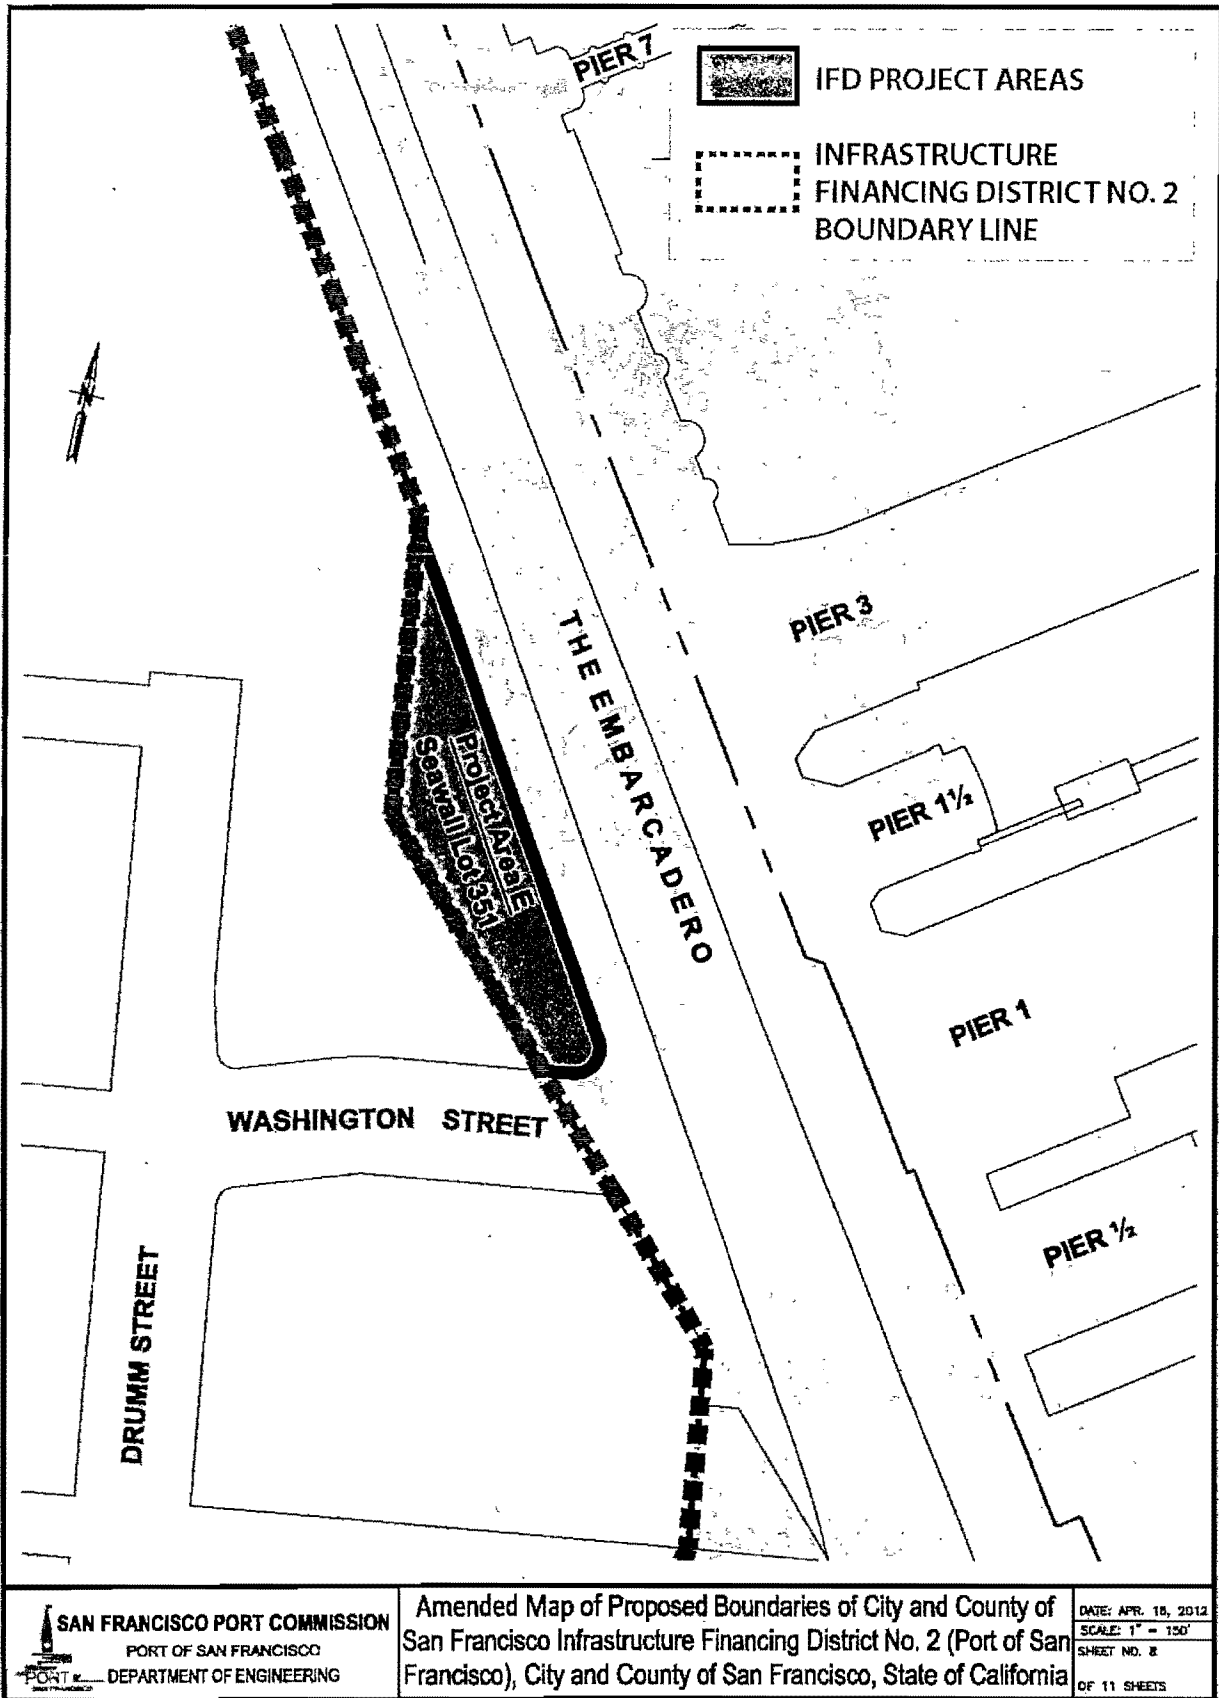 PIER 7
IFD PROJECT AREAS
INFRASTRUCTURE
FINANCING DISTRICT NO. 2
BOUNDARY LINE
THE EMBARCADERO
PIER 3
Project Area E
Seawall Lot 351
PIER 1½
PIER 1
WASHINGTON STREET
PIER ½
DRUMM STREET
SAN FRANCISCO PORT COMMISSION
PORT OF SAN FRANCISCO
DEPARTMENT OF ENGINEERING
PORT
Amended Map of Proposed Boundaries of City and County of
San Francisco Infrastructure Financing District No. 2 (Port of San
Francisco), City and County of San Francisco, State of California
DATE: APR. 18, 2012
SCALE: 1" = 150'
SHEET NO. 8
OF 11 SHEETS